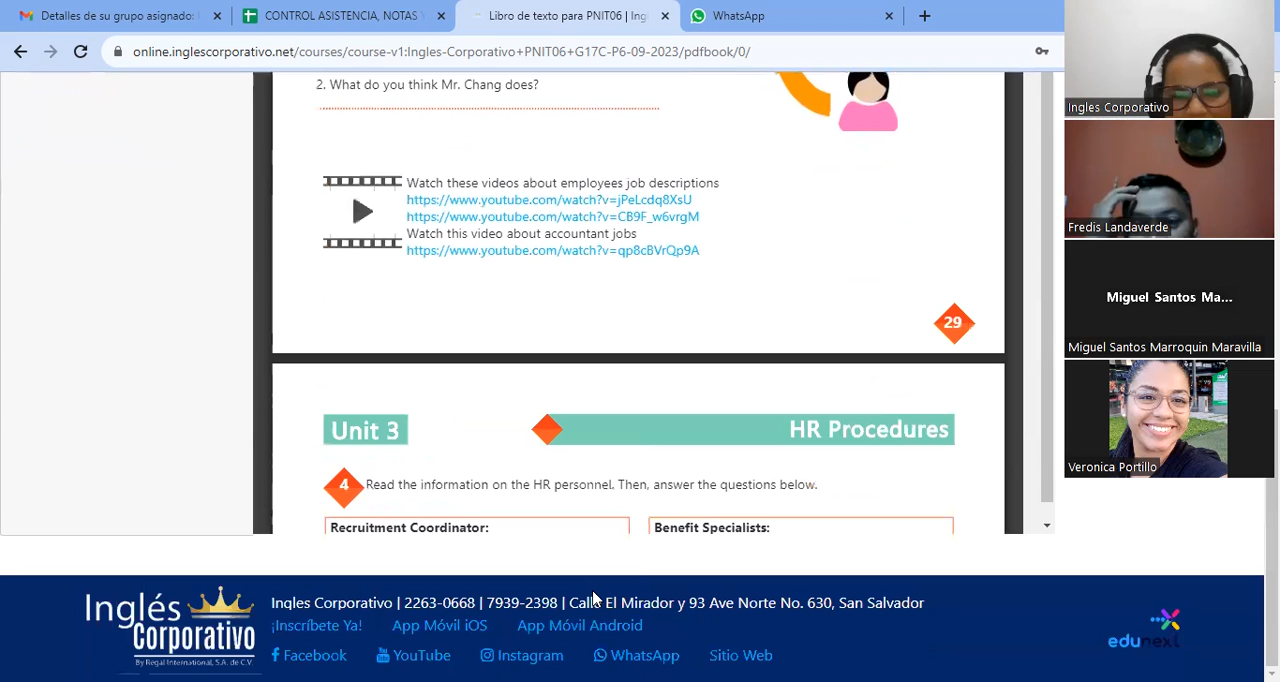 Detalles de su grupo asignado:
CONTROL ASISTENCIA, NOTAS
Libro de texto para PNIT06 | Ing
WhatsApp
online.inglescorporativo.net/courses/course-v1:Ingles-Corporativo+PNIT06+G17C-P6-09-2023/pdfbook/0/
2. What do you think Mr. Chang does?
Watch these videos about employees job descriptions
https://www.youtube.com/watch?v=jPeLcdq8XsU
https://www.youtube.com/watch?v=CB9F_w6vrgM
Watch this video about accountant jobs
https://www.youtube.com/watch?v=qp8cBVrQp9A
29
Unit 3
HR Procedures
4 Read the information on the HR personnel. Then, answer the questions below.
Recruitment Coordinator:
Benefit Specialists:
Inglés Corporativo
By Regal International, S.A. de C.V.
Ingles Corporativo | 2263-0668 | 7939-2398 | Calle El Mirador y 93 Ave Norte No. 630, San Salvador
¡Inscríbete Ya! App Móvil iOS App Móvil Android
Facebook YouTube Instagram WhatsApp Sitio Web
edunext
Ingles Corporativo
Fredis Landaverde
Miguel Santos Ma...
Miguel Santos Marroquin Maravilla
Veronica Portillo